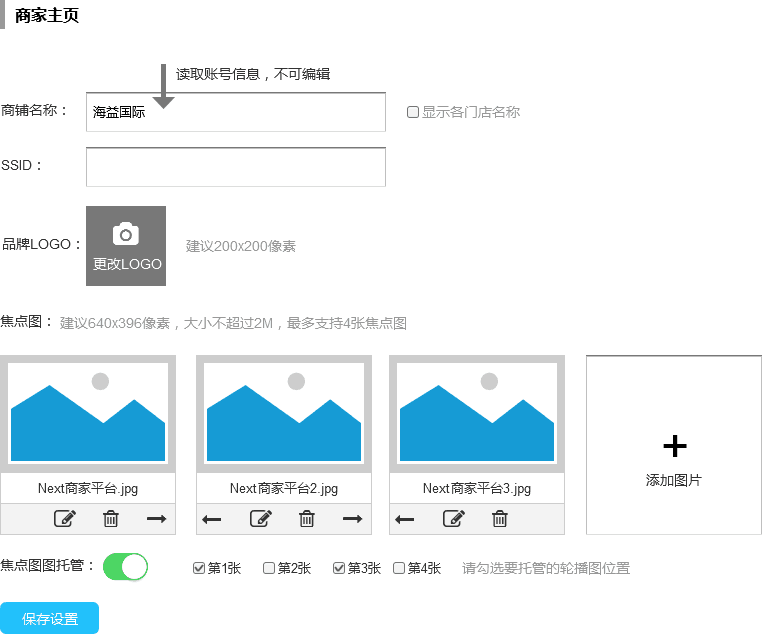 商家主页
读取账号信息，不可编辑
商铺名称： 海益国际 显示各门店名称
SSID：
品牌LOGO： 更改LOGO 建议200x200像素
焦点图： 建议640x396像素，大小不超过2M，最多支持4张焦点图
Next商家平台.jpg Next商家平台2.jpg Next商家平台3.jpg 添加图片
焦点图图托管： 第1张 第2张 第3张 第4张 请勾选要托管的轮播图位置
保存设置